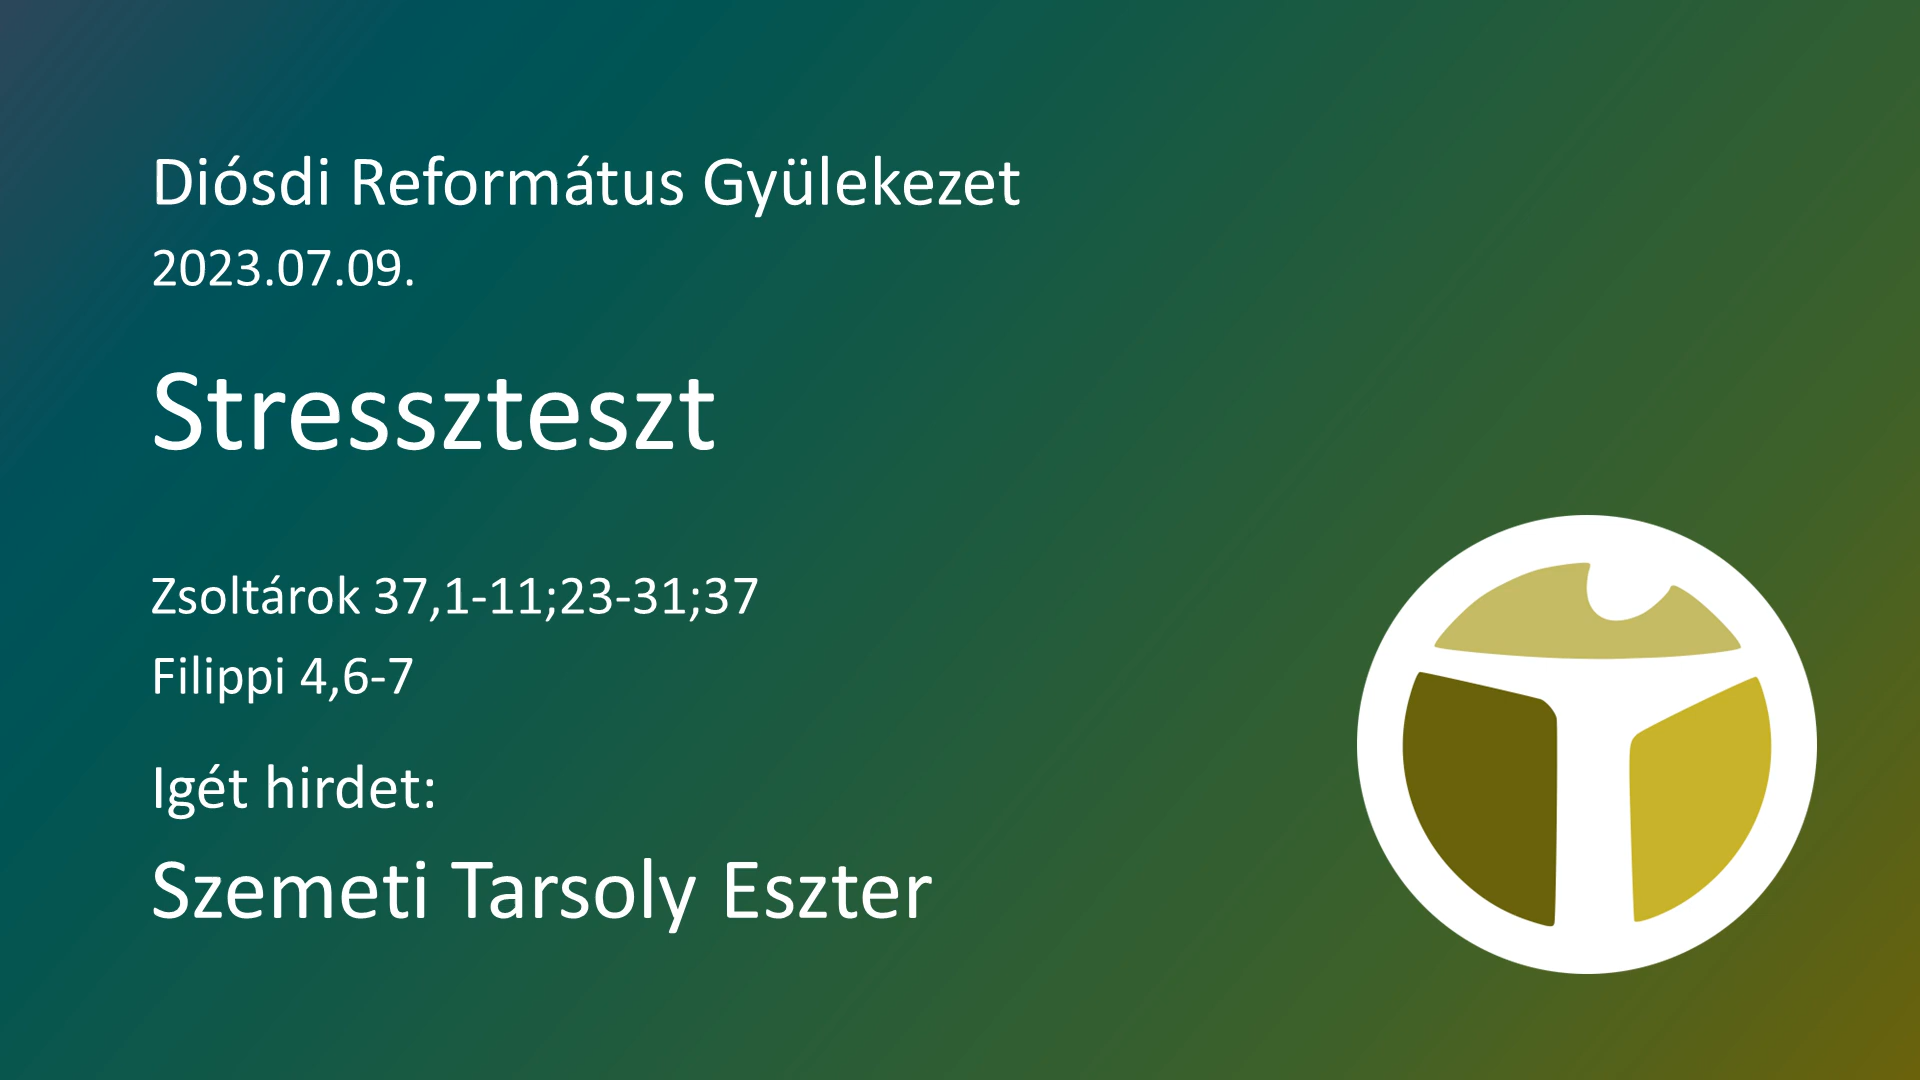 Diósdi Református Gyülekezet
2023.07.09.
Stresszteszt
Zsoltárok 37,1-11;23-31;37
Filippi 4,6-7
Igét hirdet:
Szemeti Tarsoly Eszter